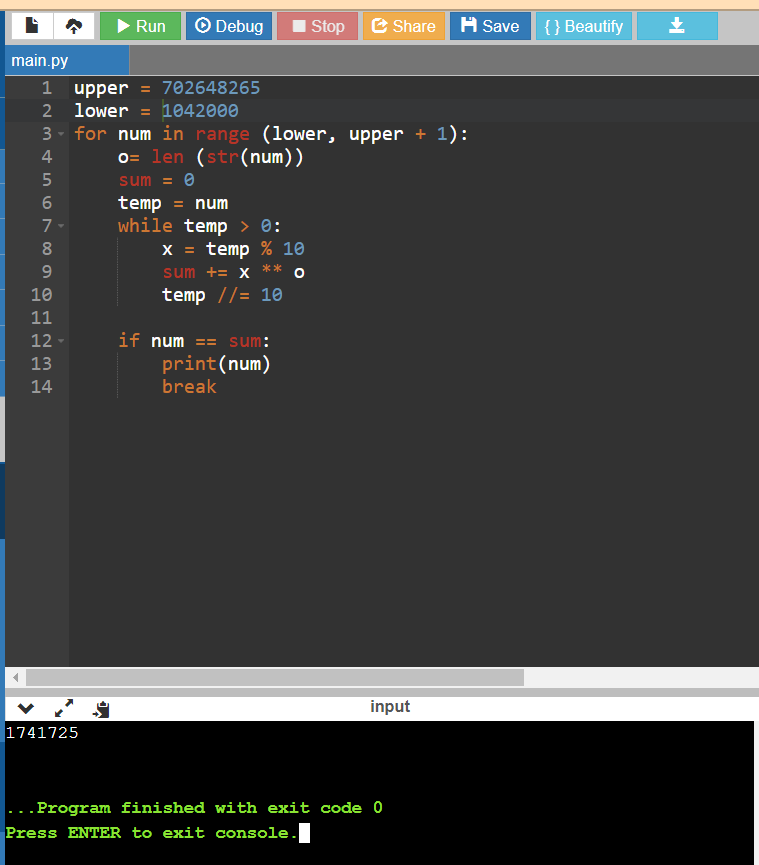 Run Debug Stop Share Save { } Beautify
main.py
1 upper = 702648265
2 lower = 1042000
3 for num in range (lower, upper + 1):
4     o= len (str(num))
5     sum = 0
6     temp = num
7     while temp > 0:
8         x = temp % 10
9         sum += x ** o
10         temp //= 10
11
12     if num == sum:
13         print(num)
14         break
input
1741725
...Program finished with exit code 0
Press ENTER to exit console.